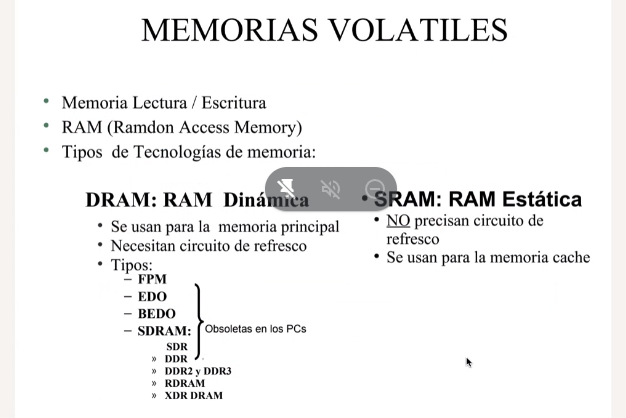 MEMORIAS VOLATILES
• Memoria Lectura / Escritura
• RAM (Ramdon Access Memory)
• Tipos de Tecnologías de memoria:
DRAM: RAM Dinámica
• Se usan para la memoria principal
• Necesitan circuito de refresco
• Tipos:
– FPM
– EDO
– BEDO
– SDRAM:
Obsoletas en los PCs
SDR
» DDR
» DDR2 y DDR3
» RDRAM
» XDR DRAM
• SRAM: RAM Estática
• NO precisan circuito de
refresco
• Se usan para la memoria cache